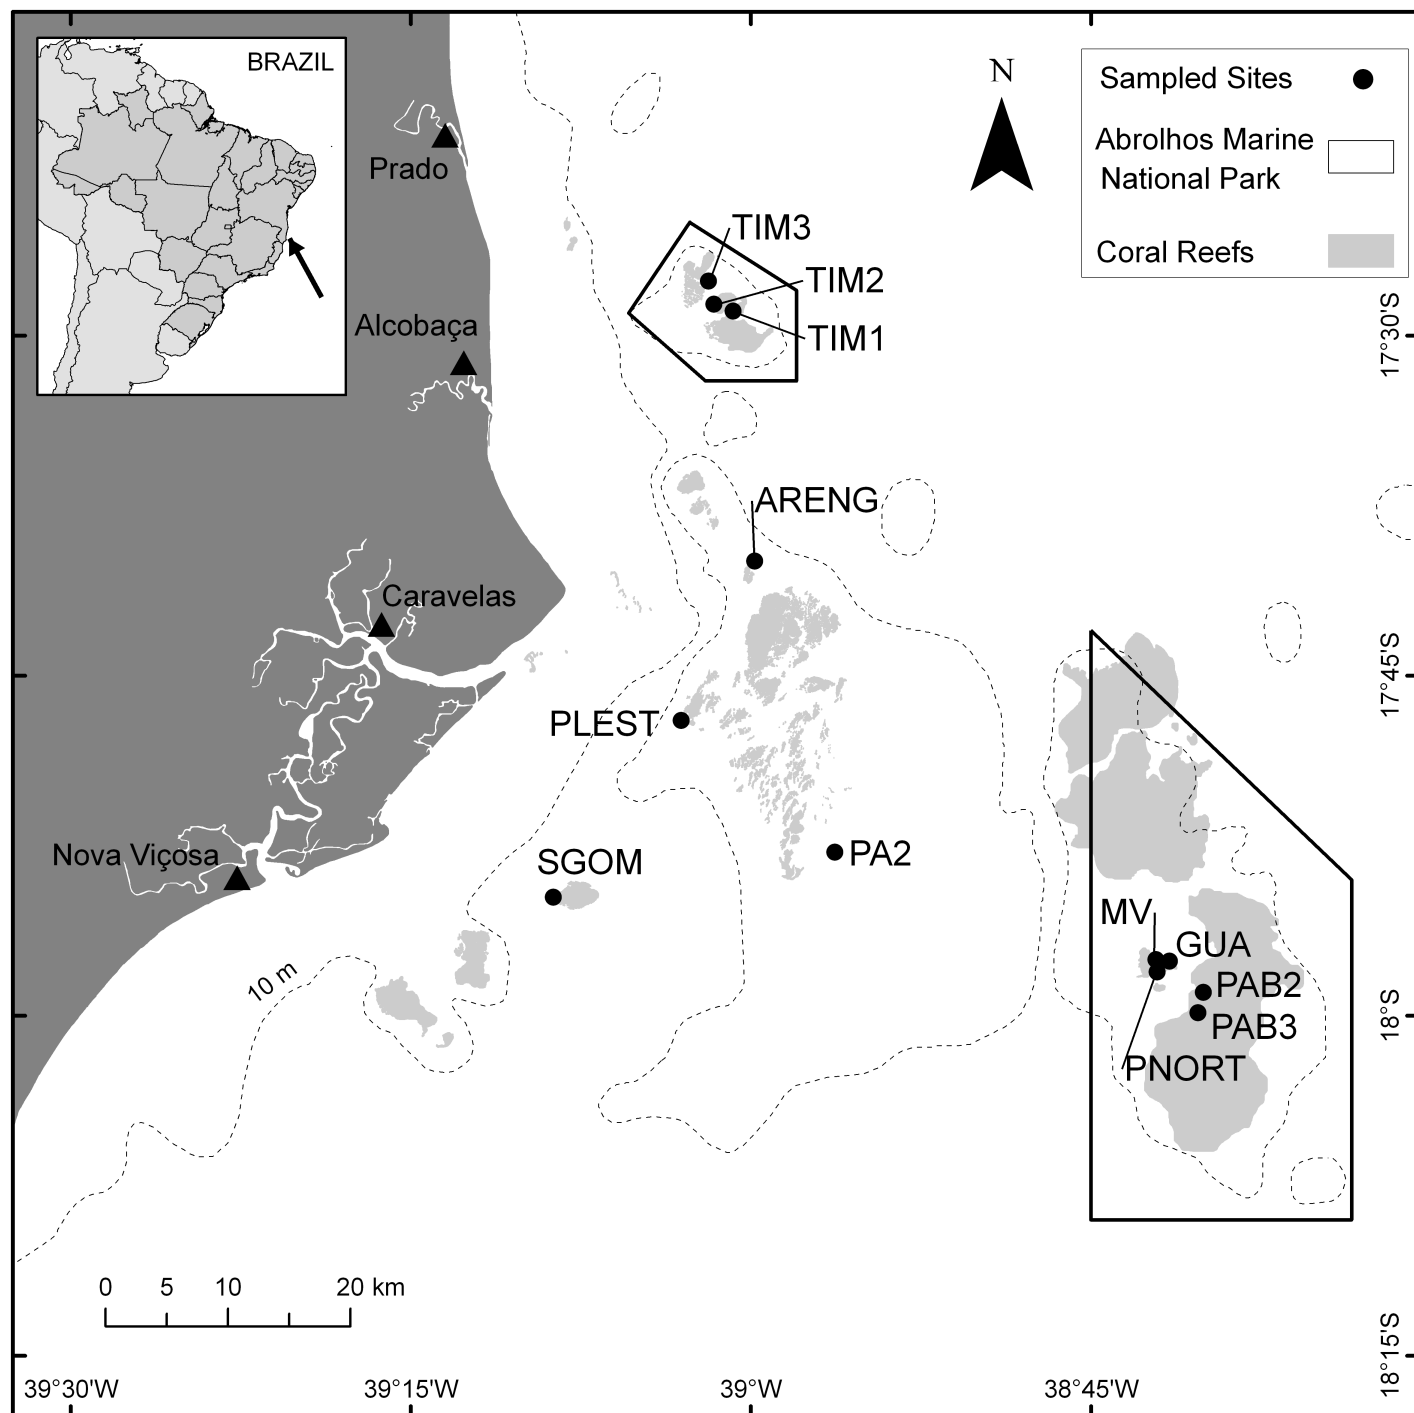 BRAZIL
N
Sampled Sites
Abrolhos Marine
National Park
Coral Reefs
Prado
TIM3
TIM2
TIM1
Alcobaça
17°30'S
ARENG
Caravelas
17°45'S
PLEST
Nova Viçosa
SGOM
PA2
MV
GUA
PAB2
PAB3
PNORT
10 m
18°S
0 5 10 20 km
18°15'S
39°30'W 39°15'W 39°W 38°45'W